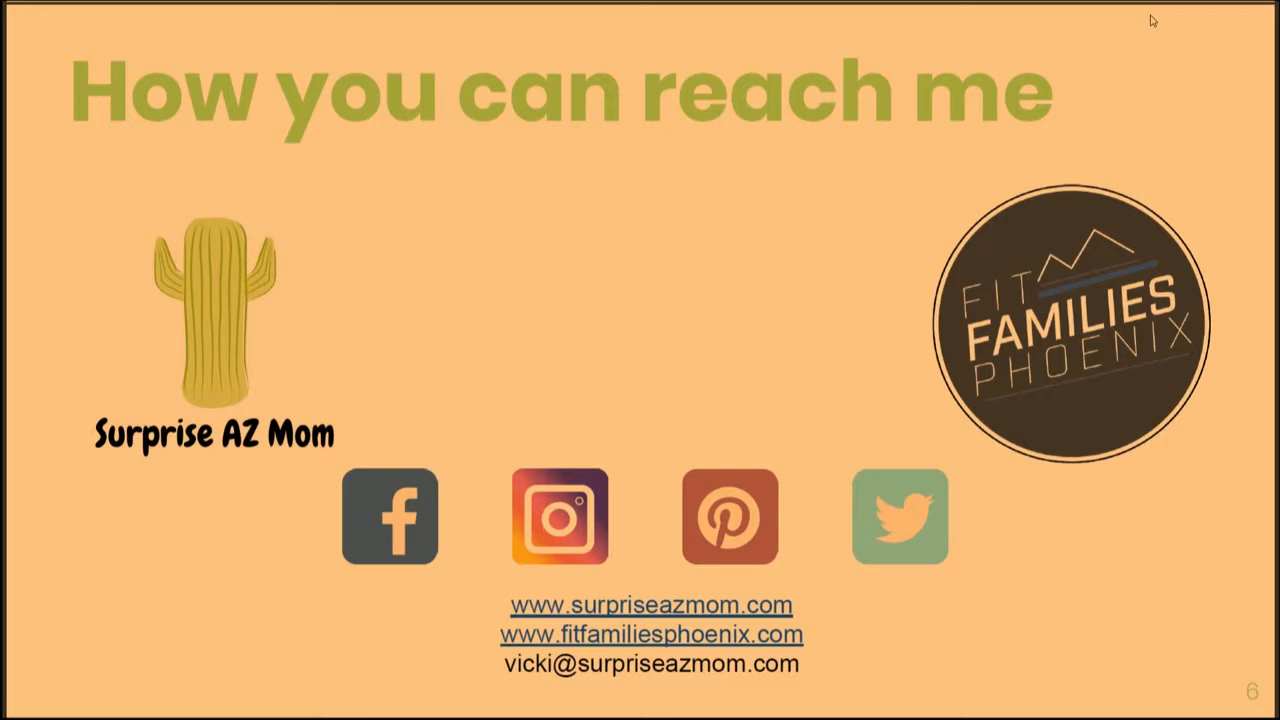 How you can reach me
FIT
FAMILIES
PHOENIX
Surprise AZ Mom
www.surpriseazmom.com
www.fitfamiliesphoenix.com
vicki@surpriseazmom.com
6